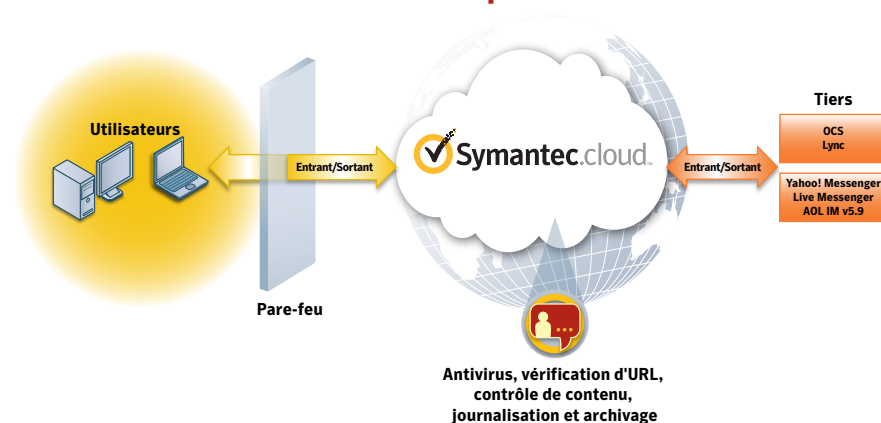 Utilisateurs
Entrant/Sortant
Pare-feu
Symantec.cloud
Entrant/Sortant
Tiers
OCS
Lync
Yahoo! Messenger
Live Messenger
AOL IM v5.9
Antivirus, vérification d'URL,
contrôle de contenu,
journalisation et archivage